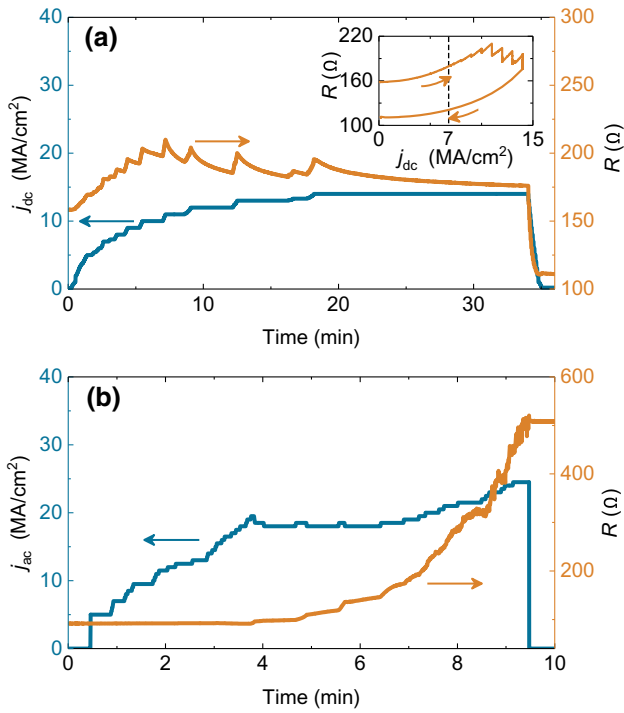 (a)
40
30
20
10
0
j_dc (MA/cm²)
0 10 20 30
Time (min)
300
250
200
150
100
R (Ω)
220
160
100
R (Ω)
0 7 15
j_dc (MA/cm²)
(b)
40
30
20
10
0
j_ac (MA/cm²)
0 2 4 6 8 10
Time (min)
600
400
200
R (Ω)